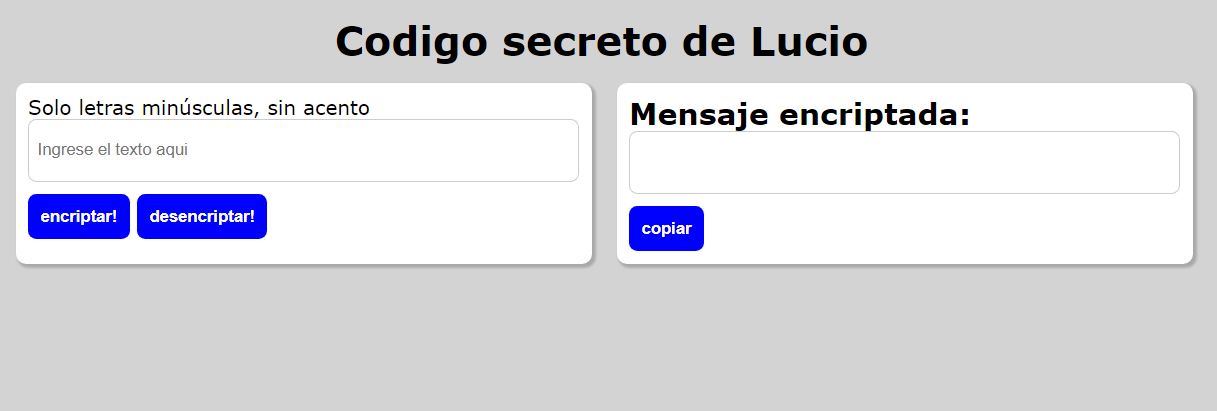 Codigo secreto de Lucio
Solo letras minúsculas, sin acento
Ingrese el texto aqui
encriptar!
desencriptar!
Mensaje encriptada:
copiar